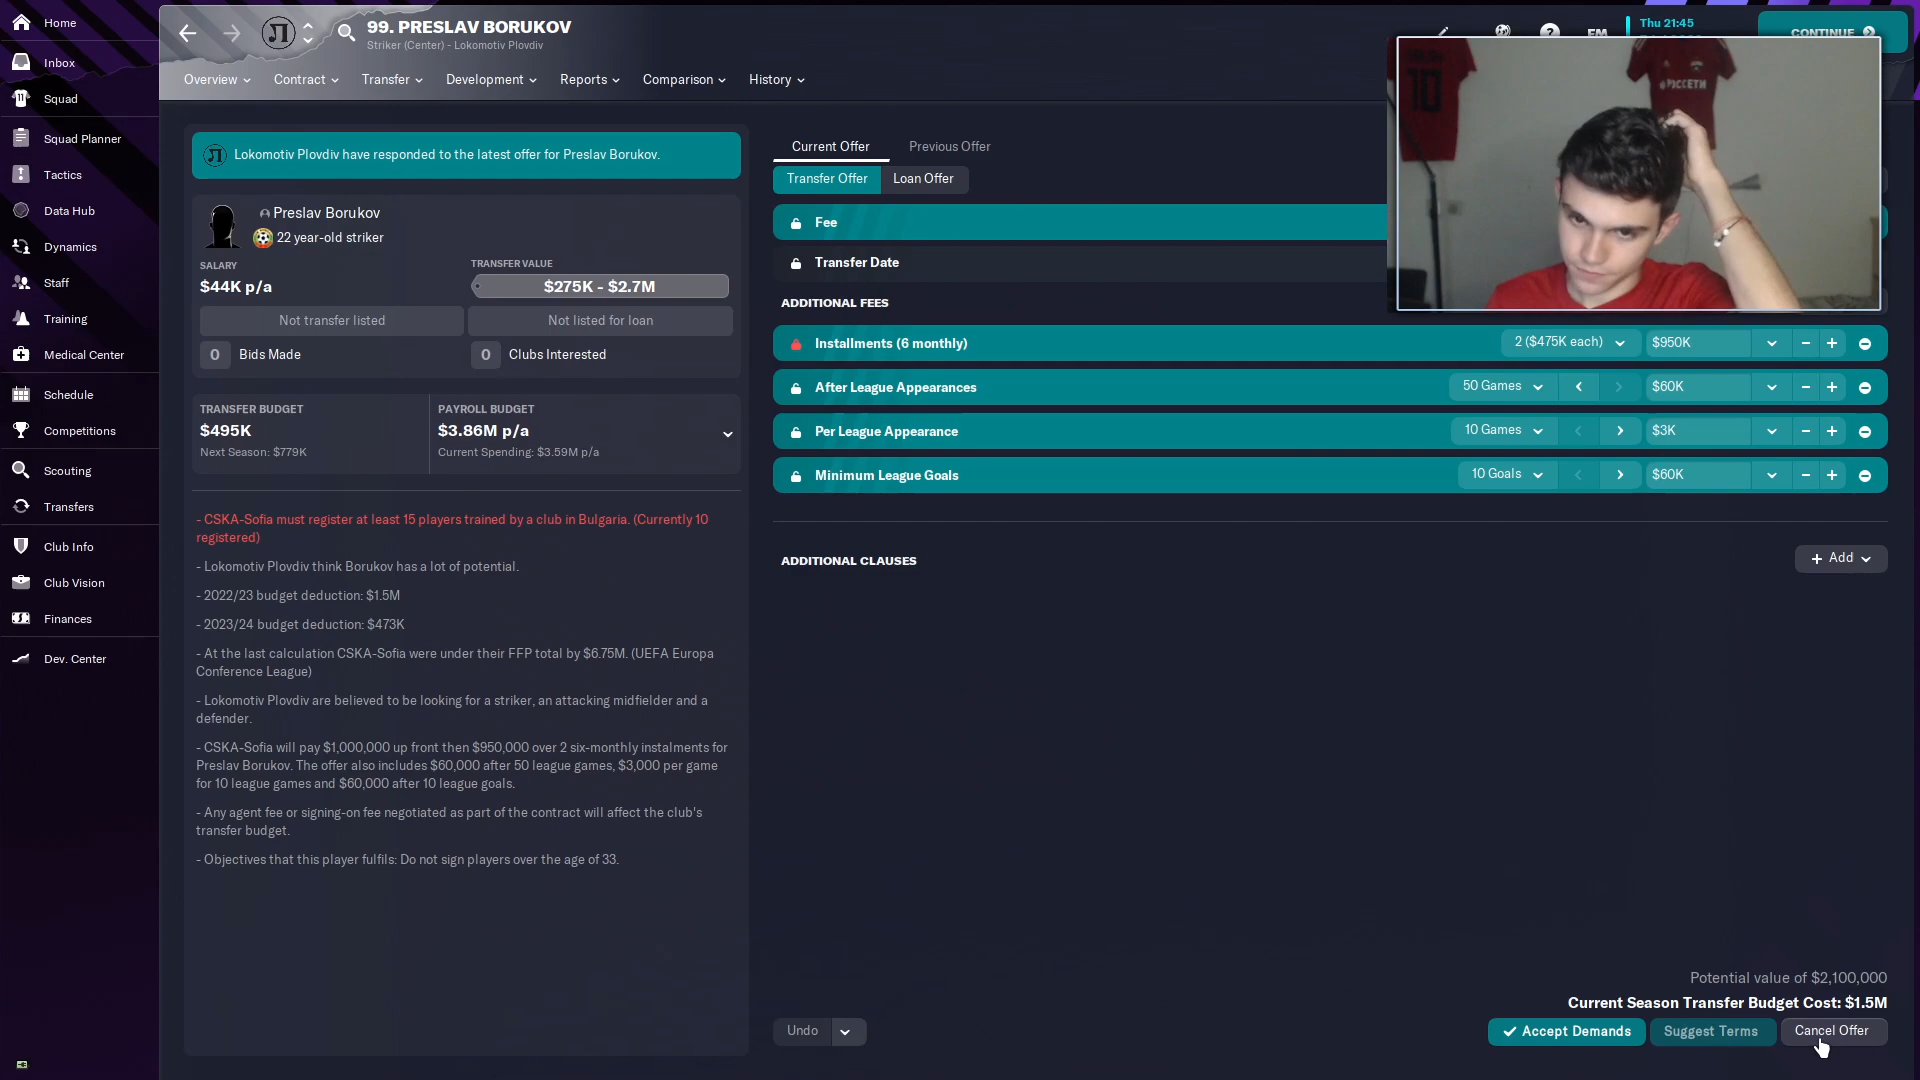 Home
Inbox
Squad
Squad Planner
Tactics
Data Hub
Dynamics
Staff
Training
Medical Center
Schedule
Competitions
Scouting
Transfers
Club Info
Club Vision
Finances
Dev. Center
99. PRESLAV BORUKOV
Striker (Center) - Lokomotiv Plovdiv
FM
Thu 21:45
CONTINUE
Overview
Contract
Transfer
Development
Reports
Comparison
History
Lokomotiv Plovdiv have responded to the latest offer for Preslav Borukov.
Preslav Borukov
22 year-old striker
SALARY
$44K p/a
TRANSFER VALUE
$275K - $2.7M
Not transfer listed
Not listed for loan
0 Bids Made
0 Clubs Interested
TRANSFER BUDGET
$495K
Next Season: $779K
PAYROLL BUDGET
$3.86M p/a
Current Spending: $3.59M p/a
- CSKA-Sofia must register at least 15 players trained by a club in Bulgaria. (Currently 10
registered)
- Lokomotiv Plovdiv think Borukov has a lot of potential.
- 2022/23 budget deduction: $1.5M
- 2023/24 budget deduction: $473K
- At the last calculation CSKA-Sofia were under their FFP total by $6.75M. (UEFA Europa
Conference League)
- Lokomotiv Plovdiv are believed to be looking for a striker, an attacking midfielder and a
defender.
- CSKA-Sofia will pay $1,000,000 up front then $950,000 over 2 six-monthly instalments for
Preslav Borukov. The offer also includes $60,000 after 50 league games, $3,000 per game
for 10 league games and $60,000 after 10 league goals.
- Any agent fee or signing-on fee negotiated as part of the contract will affect the club's
transfer budget.
- Objectives that this player fulfils: Do not sign players over the age of 33.
Current Offer
Previous Offer
Transfer Offer
Loan Offer
Fee
Transfer Date
ADDITIONAL FEES
Installments (6 monthly) 2 ($475K each) $950K
After League Appearances 50 Games $60K
Per League Appearance 10 Games $3K
Minimum League Goals 10 Goals $60K
ADDITIONAL CLAUSES
+ Add
Potential value of $2,100,000
Current Season Transfer Budget Cost: $1.5M
Undo
Accept Demands
Suggest Terms
Cancel Offer
10
РОССЕТИ